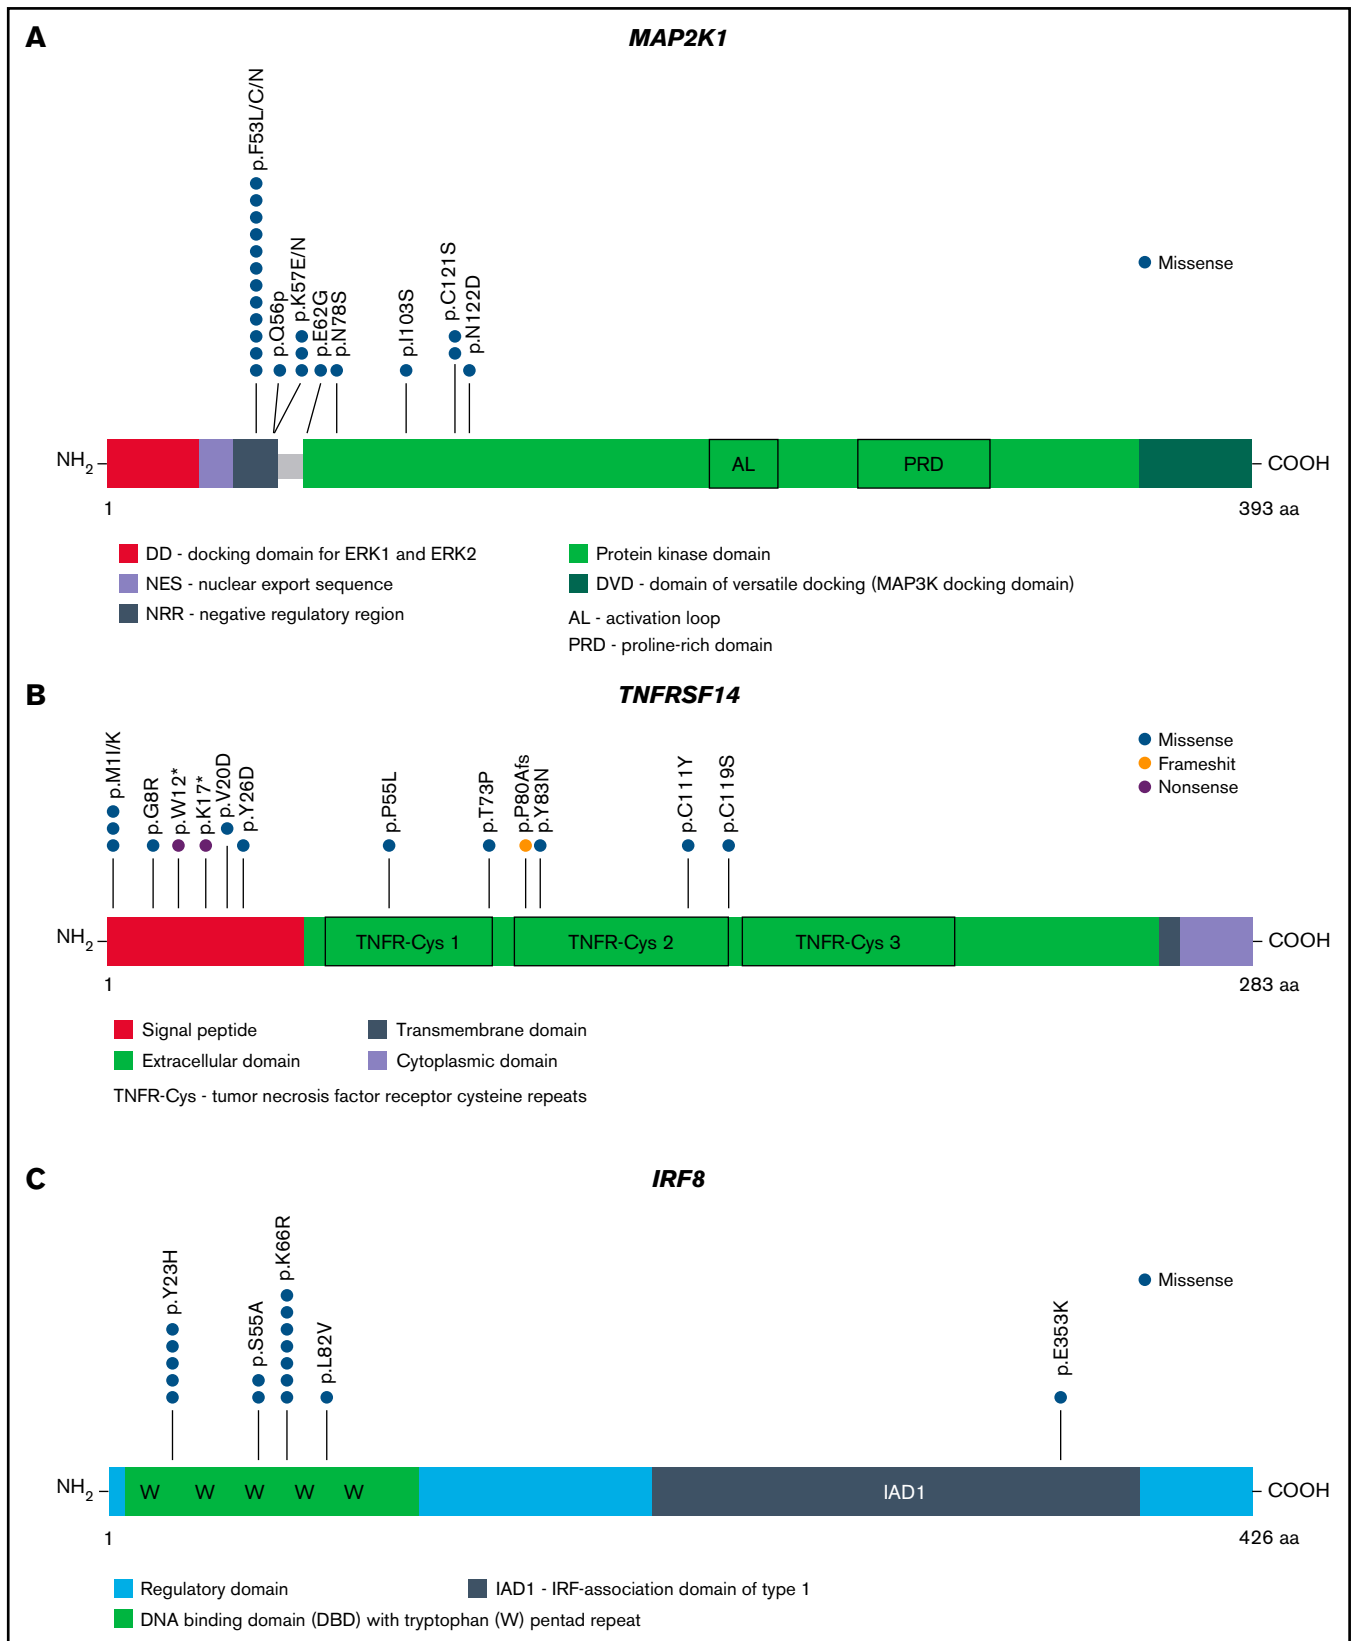 A
MAP2K1
p.F53L/C/N
p.Q56p
p.K57E/N
p.E62G
p.N78S
p.I103S
p.C121S
p.N122D
Missense
NH2
AL
PRD
COOH
1
393 aa
DD - docking domain for ERK1 and ERK2
NES - nuclear export sequence
NRR - negative regulatory region
Protein kinase domain
DVD - domain of versatile docking (MAP3K docking domain)
AL - activation loop
PRD - proline-rich domain
B
TNFRSF14
p.M1I/K
p.G8R
p.W12*
p.K17*
p.V20D
p.Y26D
p.P55L
p.T73P
p.P80Afs
p.Y83N
p.C111Y
p.C119S
Missense
Frameshit
Nonsense
NH2
TNFR-Cys 1
TNFR-Cys 2
TNFR-Cys 3
COOH
1
283 aa
Signal peptide
Extracellular domain
Transmembrane domain
Cytoplasmic domain
TNFR-Cys - tumor necrosis factor receptor cysteine repeats
C
IRF8
p.Y23H
p.S55A
p.K66R
p.L82V
p.E353K
Missense
NH2
W W W W W
IAD1
COOH
1
426 aa
Regulatory domain
IAD1 - IRF-association domain of type 1
DNA binding domain (DBD) with tryptophan (W) pentad repeat